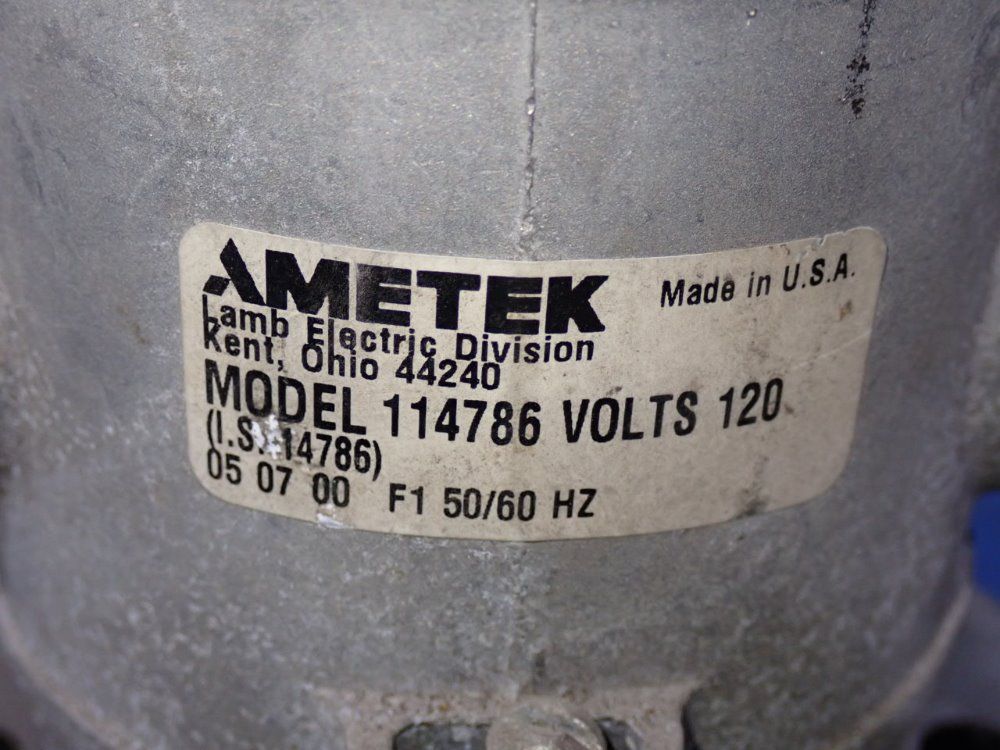 AMETEK Made in U.S.A.
Lamb Electric Division
Kent, Ohio 44240
MODEL 114786 VOLTS 120
(I.S. 14786)
05 07 00 F1 50/60 HZ